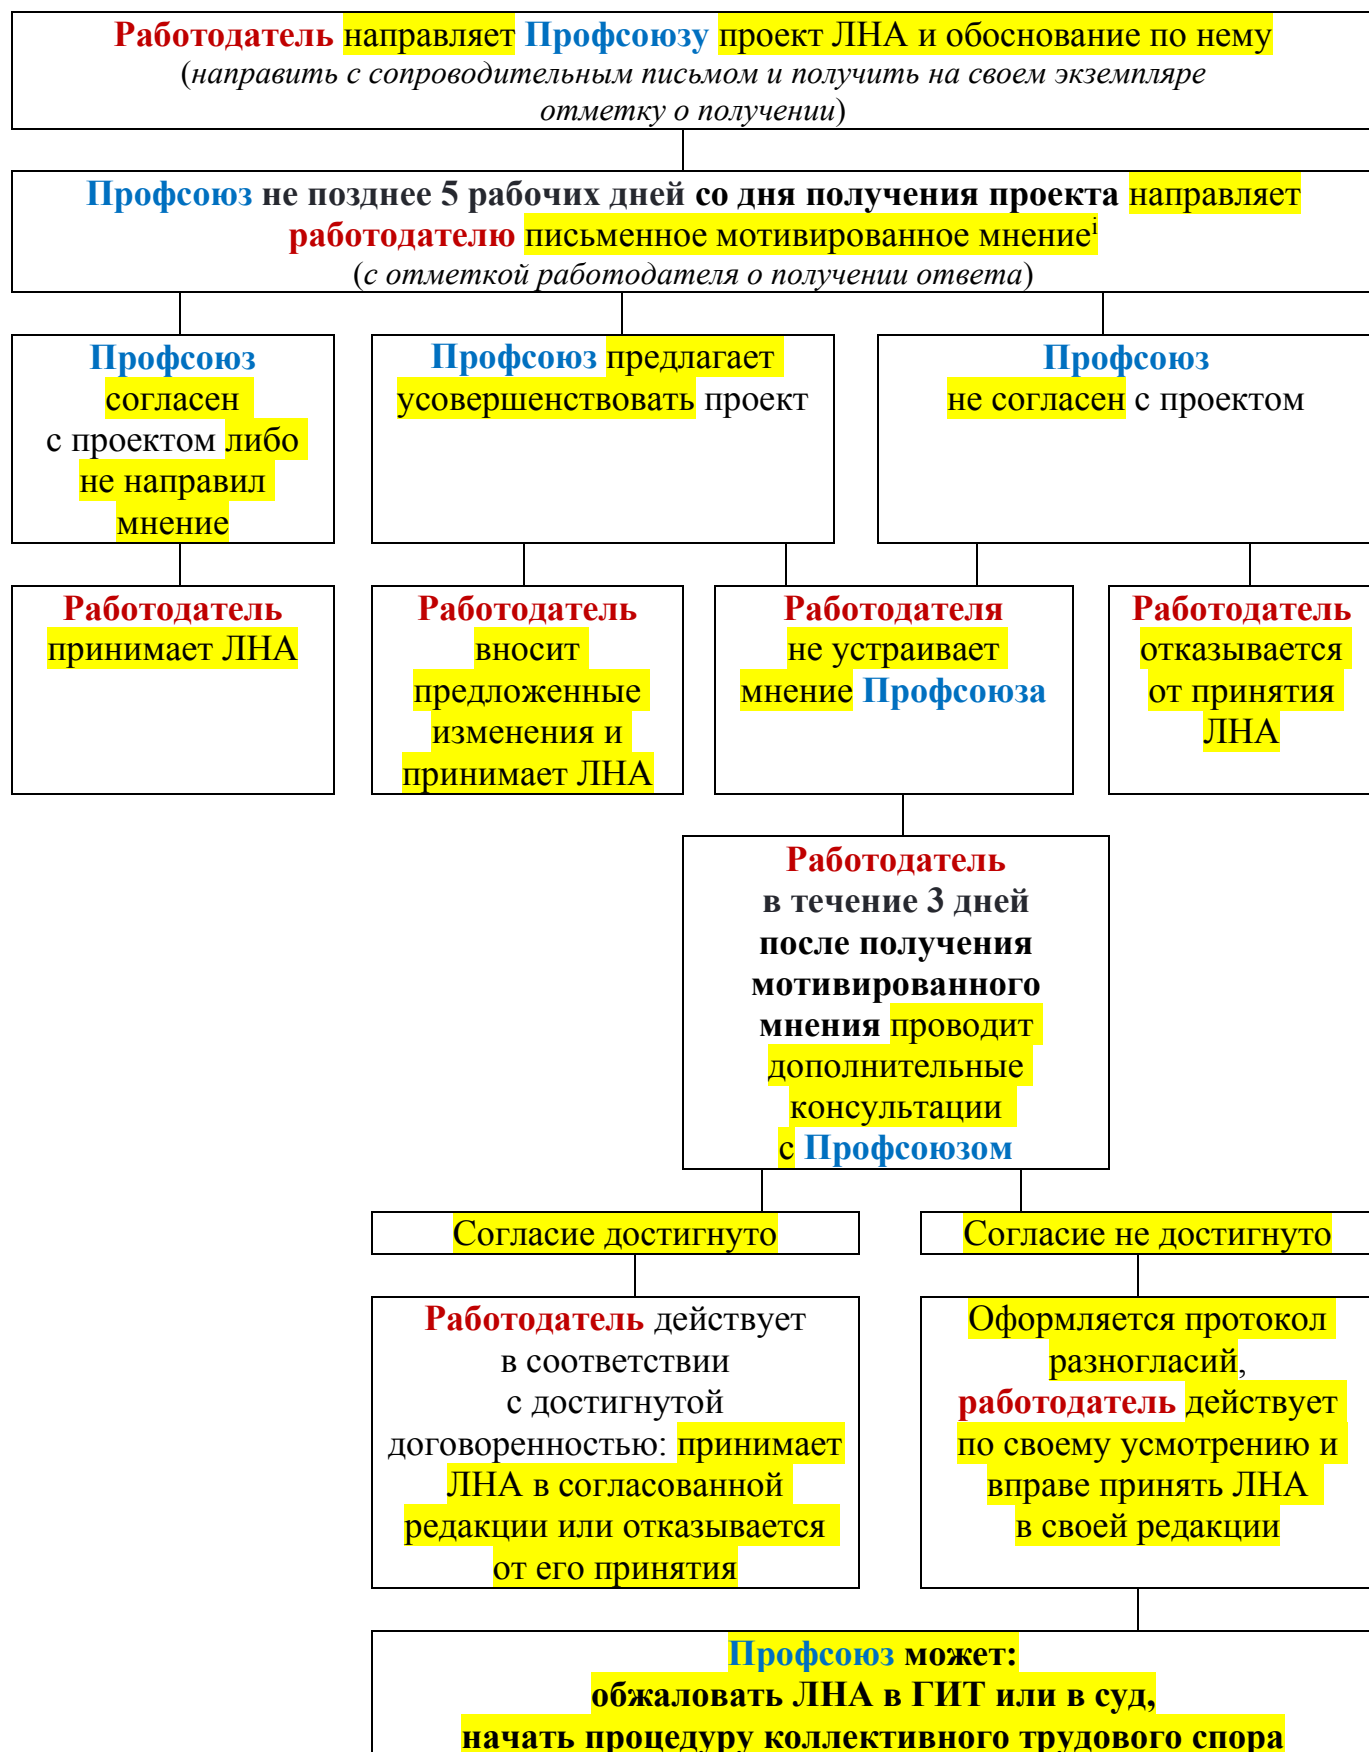 Работодатель направляет Профсоюзу проект ЛНА и обоснование по нему
(направить с сопроводительным письмом и получить на своем экземпляре
отметку о получении)
Профсоюз не позднее 5 рабочих дней со дня получения проекта направляет
работодателю письменное мотивированное мнениеⁱ
(с отметкой работодателя о получении ответа)
Профсоюз
согласен
с проектом либо
не направил
мнение
Профсоюз предлагает
усовершенствовать проект
Профсоюз
не согласен с проектом
Работодатель
принимает ЛНА
Работодатель
вносит
предложенные
изменения и
принимает ЛНА
Работодателя
не устраивает
мнение Профсоюза
Работодатель
отказывается
от принятия
ЛНА
Работодатель
в течение 3 дней
после получения
мотивированного
мнения проводит
дополнительные
консультации
с Профсоюзом
Согласие достигнуто
Согласие не достигнуто
Работодатель действует
в соответствии
с достигнутой
договоренностью: принимает
ЛНА в согласованной
редакции или отказывается
от его принятия
Оформляется протокол
разногласий,
работодатель действует
по своему усмотрению и
вправе принять ЛНА
в своей редакции
Профсоюз может:
обжаловать ЛНА в ГИТ или в суд,
начать процедуру коллективного трудового спора